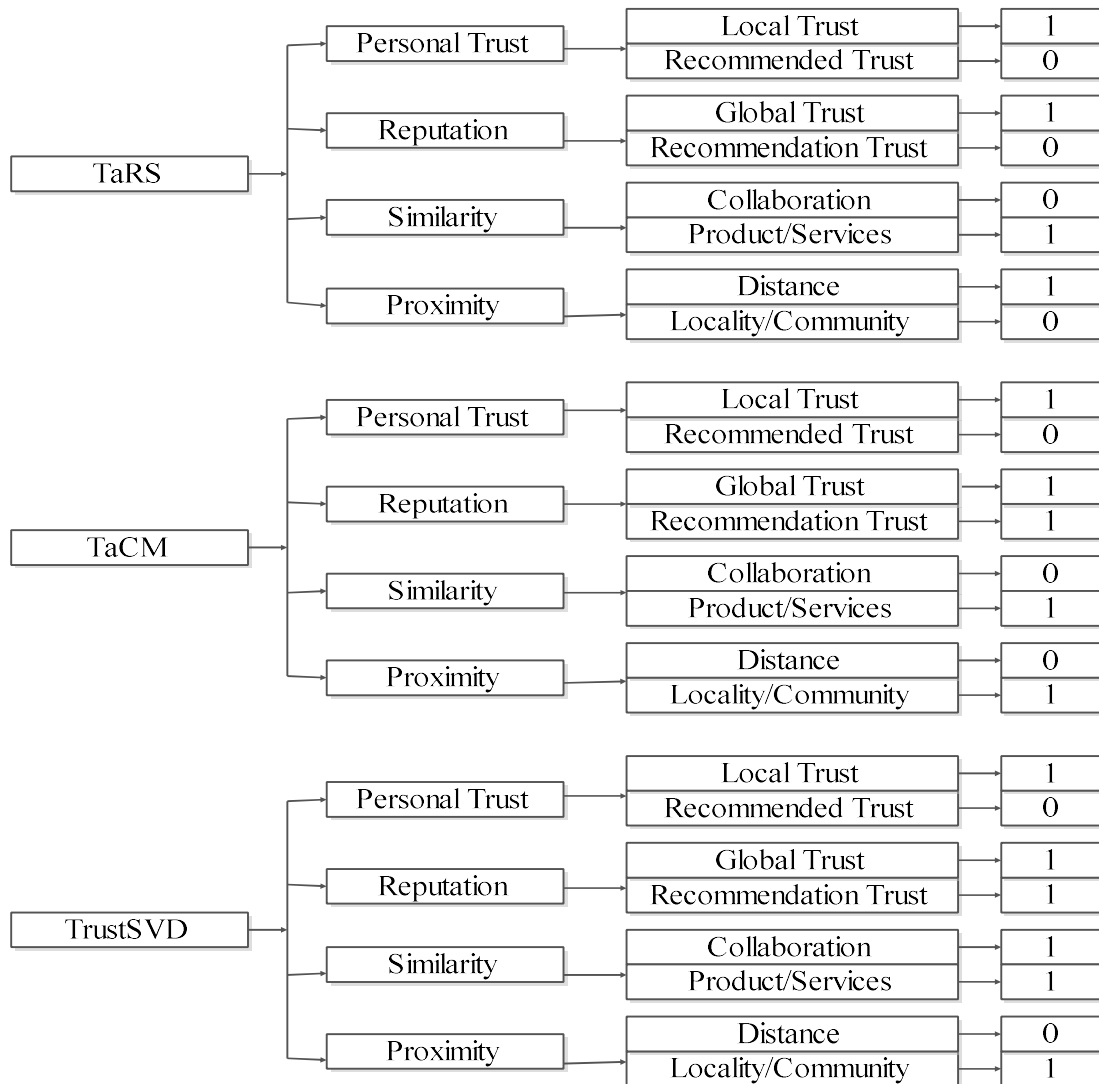 Local Trust 1
Personal Trust
Recommended Trust 0
Global Trust 1
Reputation
Recommendation Trust 0
TaRS
Collaboration 0
Similarity
Product/Services 1
Distance 1
Proximity
Locality/Community 0
Local Trust 1
Personal Trust
Recommended Trust 0
Global Trust 1
Reputation
Recommendation Trust 1
TaCM
Collaboration 0
Similarity
Product/Services 1
Distance 0
Proximity
Locality/Community 1
Local Trust 1
Personal Trust
Recommended Trust 0
Global Trust 1
Reputation
Recommendation Trust 1
TrustSVD
Collaboration 1
Similarity
Product/Services 1
Distance 0
Proximity
Locality/Community 1